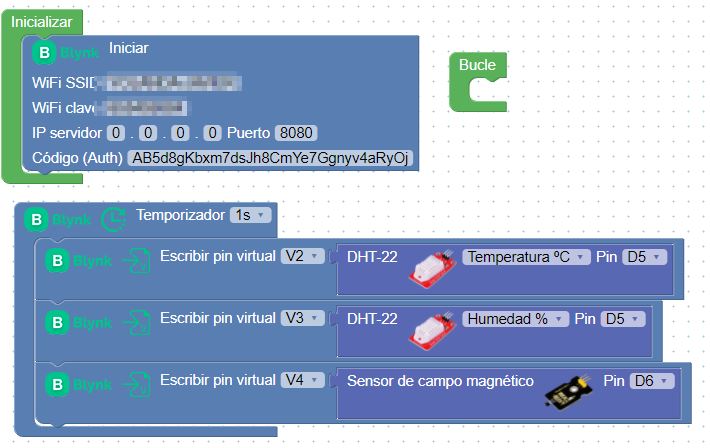 Inicializar
Blynk Iniciar
WiFi SSID
WiFi clave
IP servidor 0 . 0 . 0 . 0 Puerto 8080
Código (Auth) AB5d8gKbxm7dsJh8CmYe7Ggnyv4aRyOj
Bucle
Blynk Temporizador 1s
Blynk Escribir pin virtual V2 DHT-22 Temperatura ºC Pin D5
Blynk Escribir pin virtual V3 DHT-22 Humedad % Pin D5
Blynk Escribir pin virtual V4 Sensor de campo magnético Pin D6